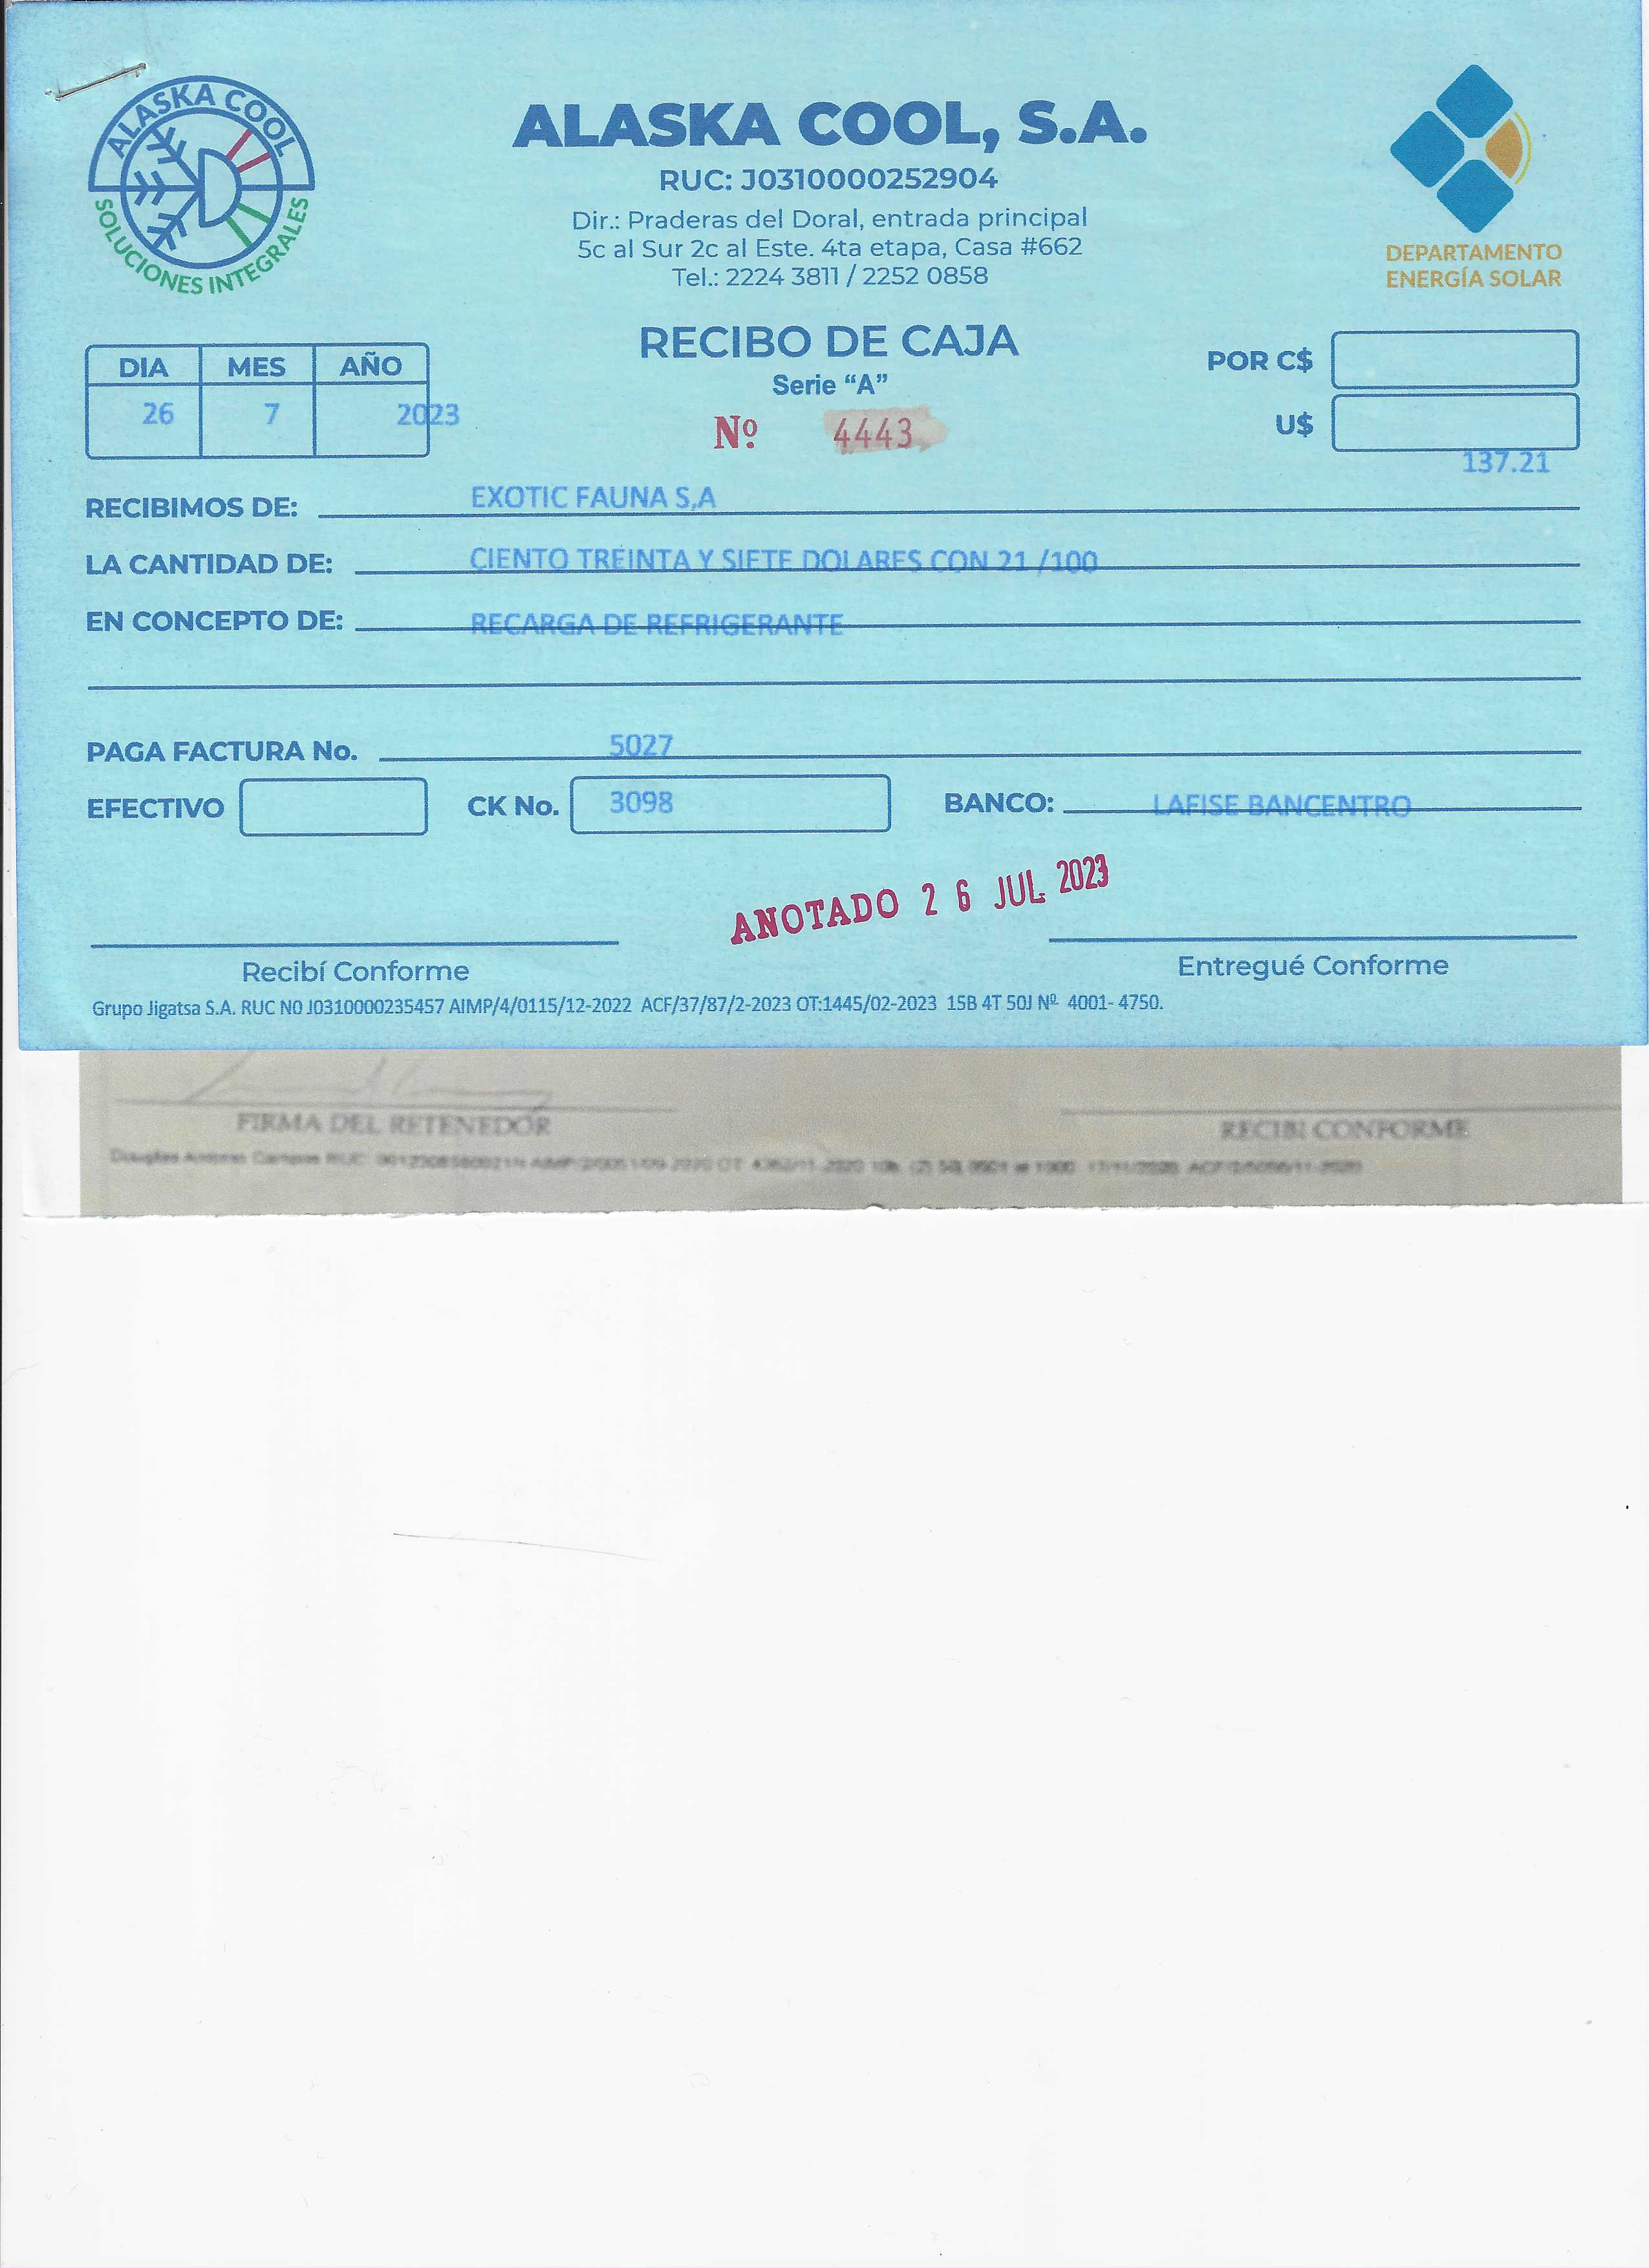 ALASKA COOL
SOLUCIONES INTEGRALES
ALASKA COOL, S.A.
RUC: J0310000252904
Dir.: Praderas del Doral, entrada principal
5c al Sur 2c al Este. 4ta etapa, Casa #662
Tel.: 2224 3811 / 2252 0858
DEPARTAMENTO
ENERGÍA SOLAR
RECIBO DE CAJA
Serie “A”
Nº 4443
DIA MES AÑO
26 7 2023
POR C$
U$
137.21
RECIBIMOS DE: EXOTIC FAUNA S,A
LA CANTIDAD DE: CIENTO TREINTA Y SIETE DOLARES CON 21 /100
EN CONCEPTO DE: RECARGA DE REFRIGERANTE
PAGA FACTURA No. 5027
EFECTIVO CK No. 3098 BANCO: LAFISE BANCENTRO
ANOTADO 2 6 JUL 2023
Recibí Conforme Entregué Conforme
Grupo Jigatsa S.A. RUC N0 J0310000235457 AIMP/4/0115/12-2022 ACF/37/87/2-2023 OT:1445/02-2023 15B 4T 50J Nº 4001- 4750.
FIRMA DEL RETENEDOR RECIBI CONFORME